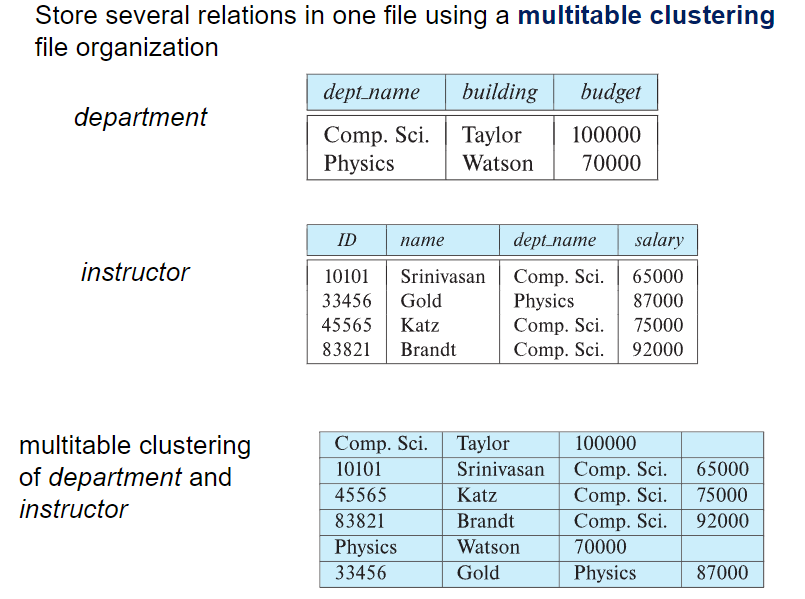 Store several relations in one file using a multitable clustering
file organization
department
dept_name building budget
Comp. Sci. Taylor 100000
Physics Watson 70000
instructor
ID name dept_name salary
10101 Srinivasan Comp. Sci. 65000
33456 Gold Physics 87000
45565 Katz Comp. Sci. 75000
83821 Brandt Comp. Sci. 92000
multitable clustering
of department and
instructor
Comp. Sci. Taylor 100000
10101 Srinivasan Comp. Sci. 65000
45565 Katz Comp. Sci. 75000
83821 Brandt Comp. Sci. 92000
Physics Watson 70000
33456 Gold Physics 87000